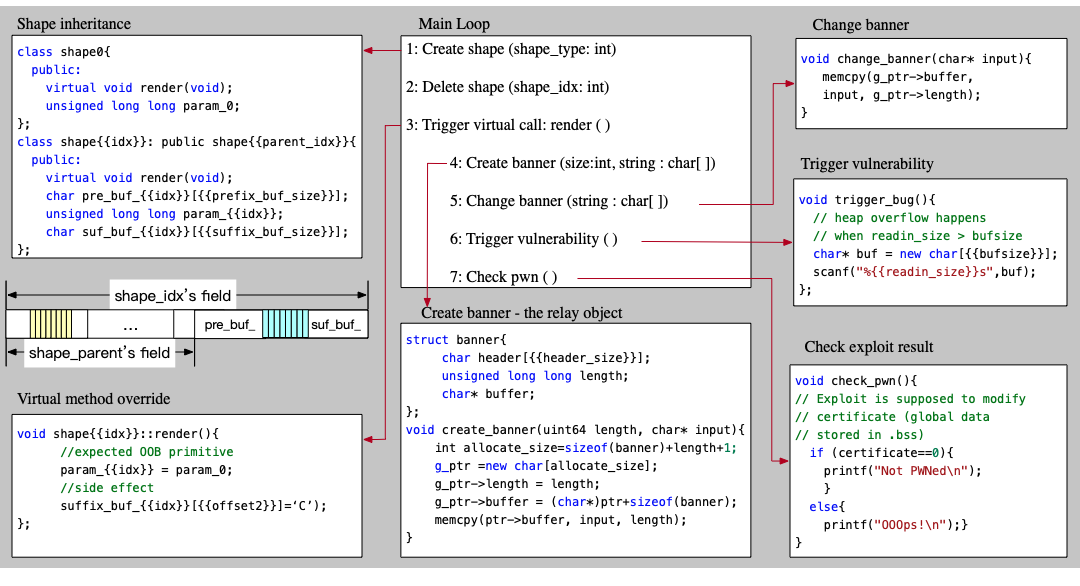 Shape inheritance
class shape0{
public:
virtual void render(void);
unsigned long long param_0;
};
class shape{{idx}}: public shape{{parent_idx}}{
public:
virtual void render(void);
char pre_buf_{{idx}}[{{prefix_buf_size}}];
unsigned long long param_{{idx}};
char suf_buf_{{idx}}[{{suffix_buf_size}}];
};
shape_idx's field
...
pre_buf_
suf_buf_
shape_parent's field
Virtual method override
void shape{{idx}}::render(){
//expected OOB primitive
param_{{idx}} = param_0;
//side effect
suffix_buf_{{idx}}[{{offset2}}]=‘C’);
};
Main Loop
1: Create shape (shape_type: int)
2: Delete shape (shape_idx: int)
3: Trigger virtual call: render ( )
4: Create banner (size:int, string : char[ ])
5: Change banner (string : char[ ])
6: Trigger vulnerability ( )
7: Check pwn ( )
Create banner - the relay object
struct banner{
char header[{{header_size}}];
unsigned long long length;
char* buffer;
};
void create_banner(uint64 length, char* input){
int allocate_size=sizeof(banner)+length+1;
g_ptr =new char[allocate_size];
g_ptr->length = length;
g_ptr->buffer = (char*)ptr+sizeof(banner);
memcpy(ptr->buffer, input, length);
}
Change banner
void change_banner(char* input){
memcpy(g_ptr->buffer,
input, g_ptr->length);
}
Trigger vulnerability
void trigger_bug(){
// heap overflow happens
// when readin_size > bufsize
char* buf = new char[{{bufsize}}];
scanf("%{{readin_size}}s",buf);
};
Check exploit result
void check_pwn(){
// Exploit is supposed to modify
// certificate (global data
// stored in .bss)
if (certificate==0){
printf("Not PWNed\n");
}
else{
printf("OOOps!\n");}
}